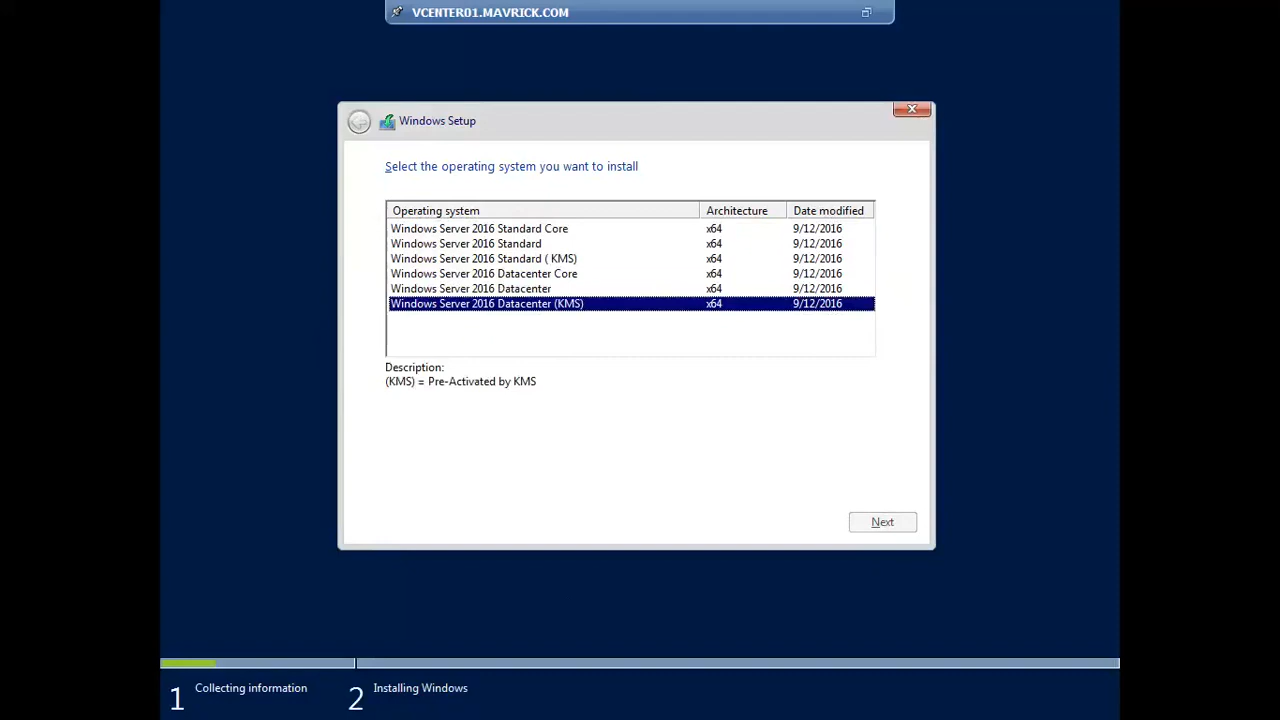 VCENTER01.MAVRICK.COM
Windows Setup
Select the operating system you want to install
Operating system Architecture Date modified
Windows Server 2016 Standard Core x64 9/12/2016
Windows Server 2016 Standard x64 9/12/2016
Windows Server 2016 Standard ( KMS) x64 9/12/2016
Windows Server 2016 Datacenter Core x64 9/12/2016
Windows Server 2016 Datacenter x64 9/12/2016
Windows Server 2016 Datacenter (KMS) x64 9/12/2016
Description:
(KMS) = Pre-Activated by KMS
Next
1 Collecting information 2 Installing Windows